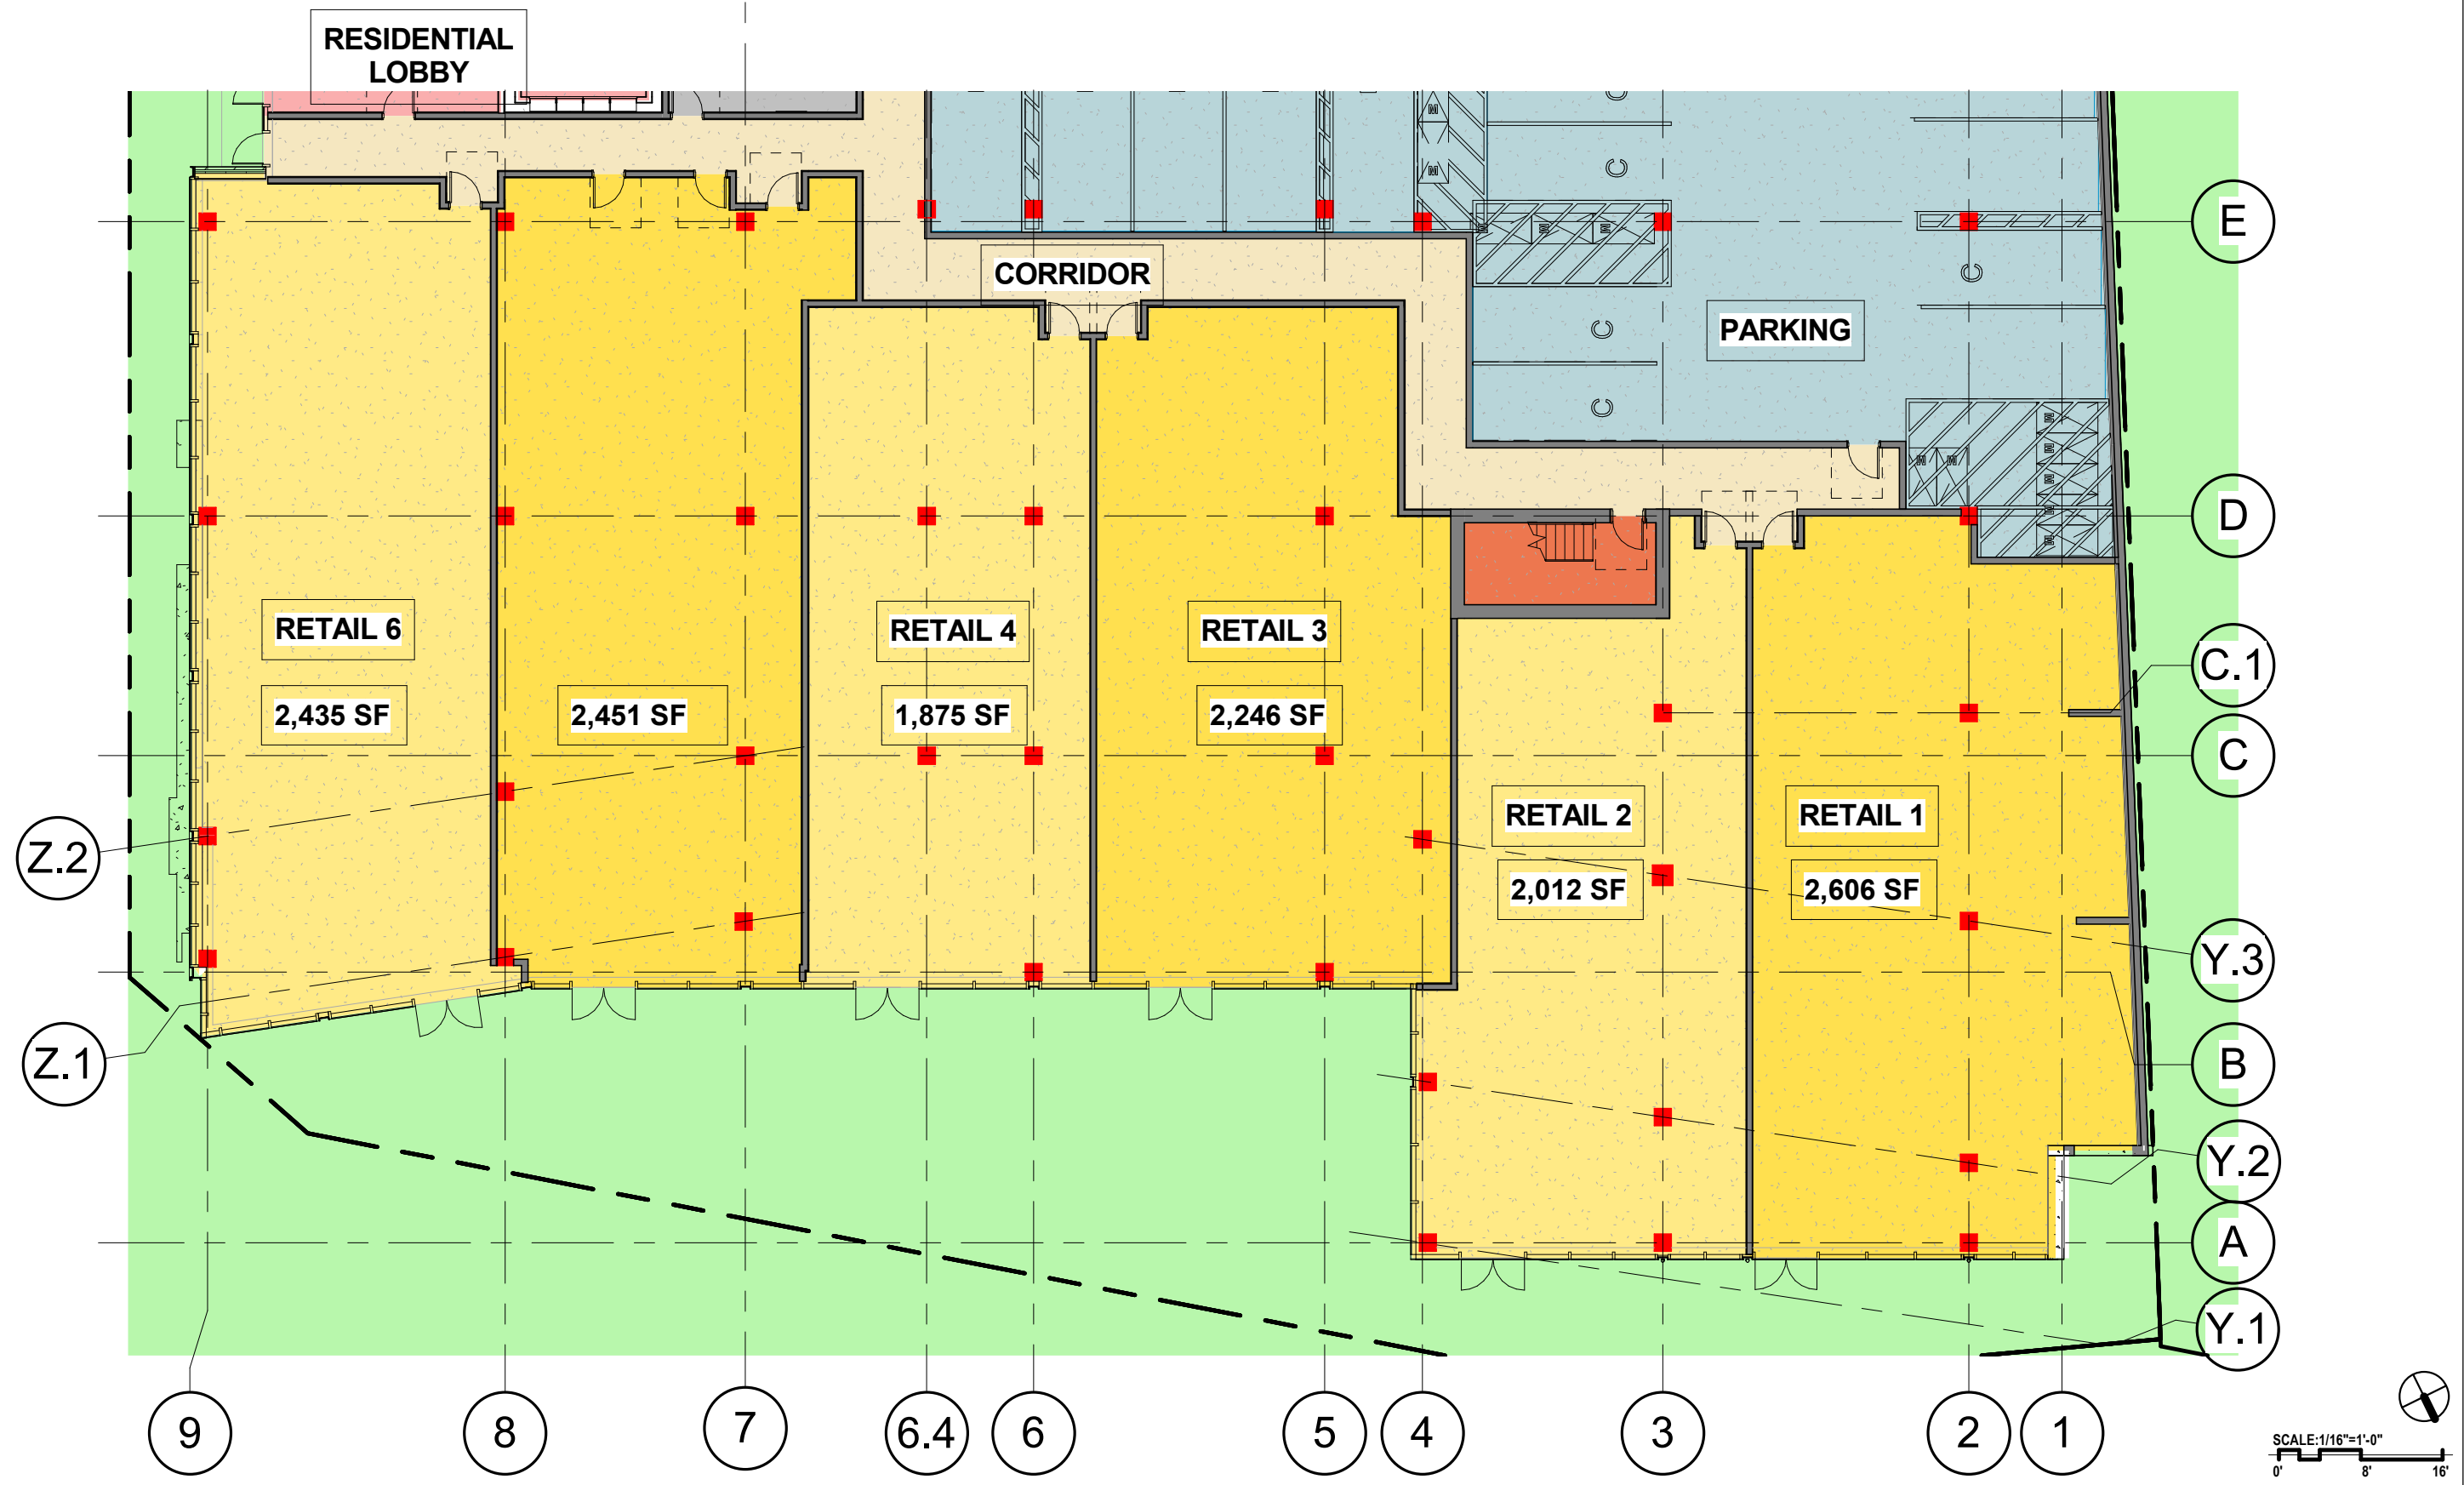 RESIDENTIAL
LOBBY
M
C
M
C
E
M
M
M
C
CORRIDOR
C
PARKING
C
M
M
M
M
M
D
M
M
RETAIL 6
RETAIL 4
RETAIL 3
C.1
2,435 SF
2,451 SF
1,875 SF
2,246 SF
C
RETAIL 2
RETAIL 1
Z.2
2,012 SF
2,606 SF
Y.3
Z.1
B
Y.2
A
Y.1
9
8
7
6.4
6
5
4
3
2
1
SCALE:1/16"=1'-0"
0'
8'
16'